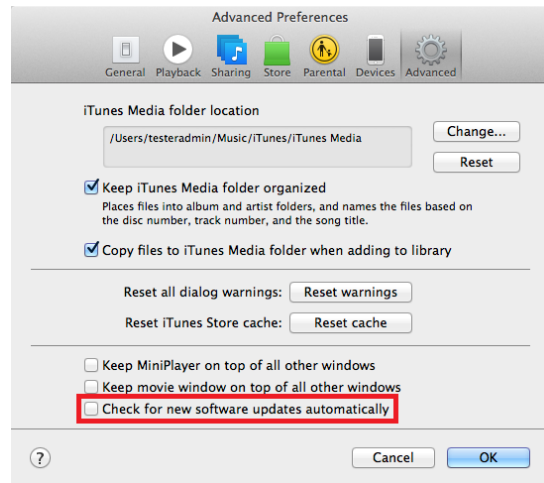 Advanced Preferences
General Playback Sharing Store Parental Devices Advanced
iTunes Media folder location
/Users/testeradmin/Music/iTunes/iTunes Media
Change...
Reset
Keep iTunes Media folder organized
Places files into album and artist folders, and names the files based on
the disc number, track number, and the song title.
Copy files to iTunes Media folder when adding to library
Reset all dialog warnings: Reset warnings
Reset iTunes Store cache: Reset cache
Keep MiniPlayer on top of all other windows
Keep movie window on top of all other windows
Check for new software updates automatically
? Cancel OK